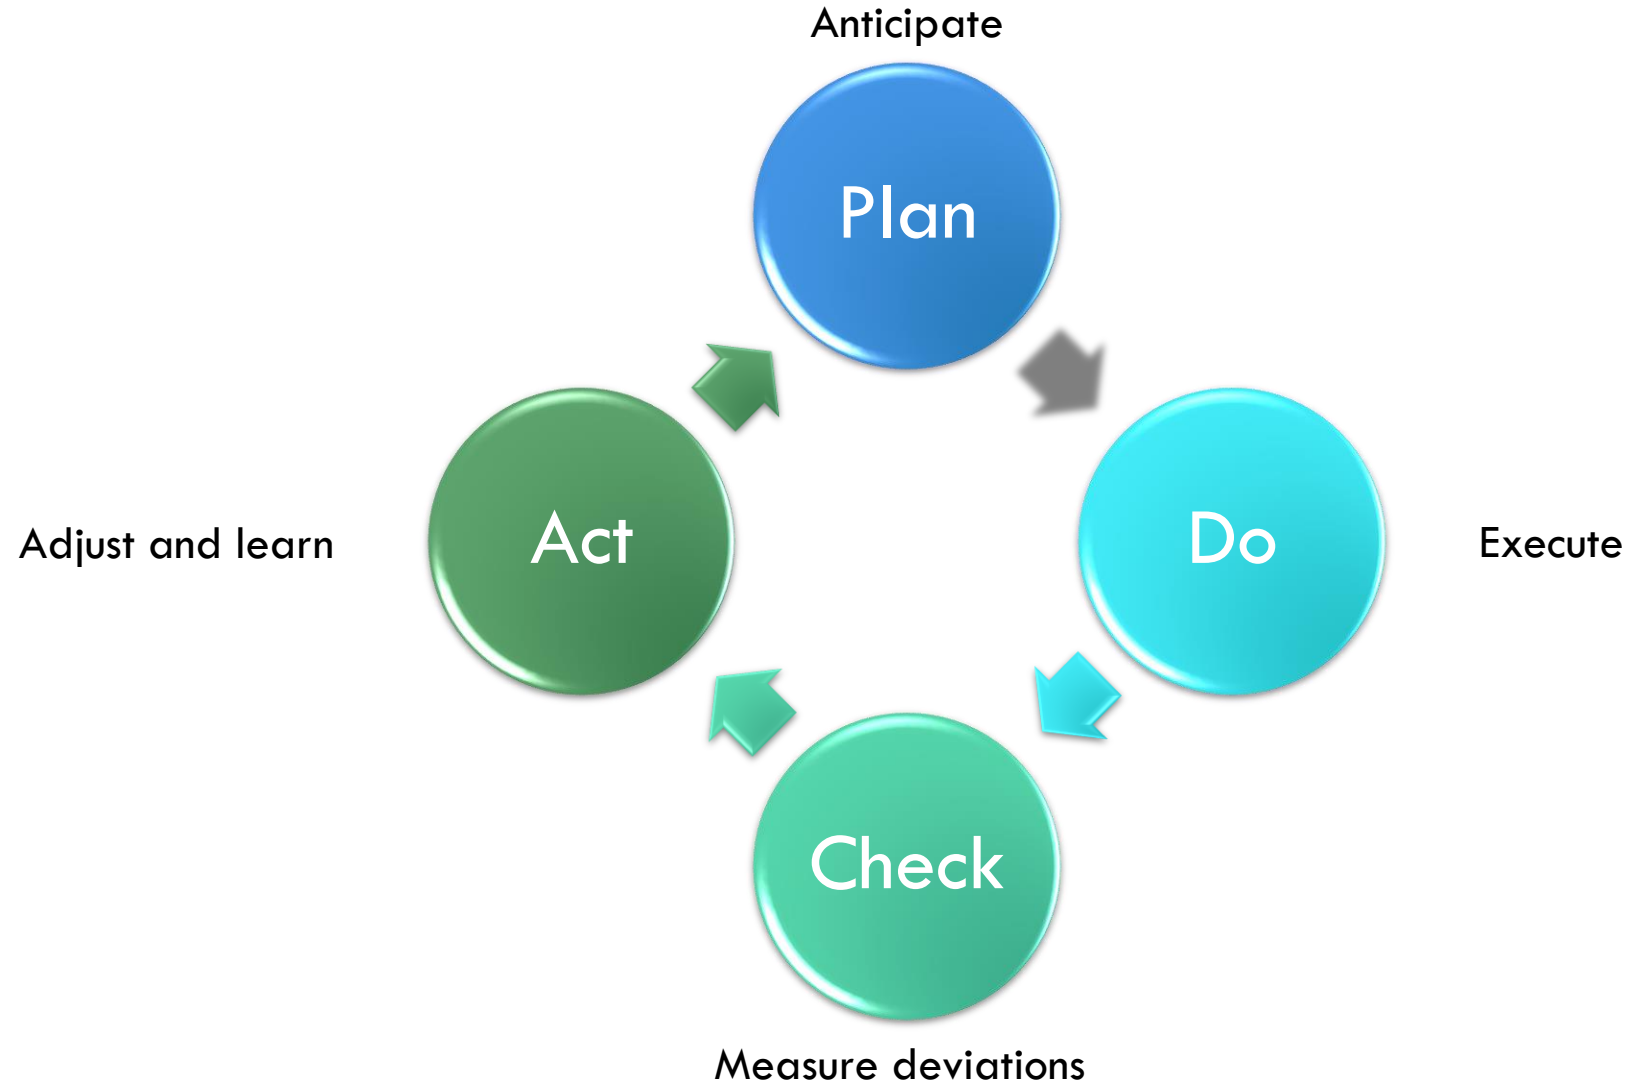 Anticipate
Plan
Act
Do
Adjust and learn
Execute
Check
Measure deviations